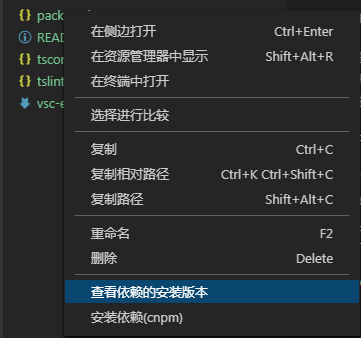 pack
READ
在侧边打开 Ctrl+Enter
在资源管理器中显示 Shift+Alt+R
tscon
在终端中打开
tslint
vsc-e
选择进行比较
复制 Ctrl+C
复制相对路径 Ctrl+K Ctrl+Shift+C
复制路径 Shift+Alt+C
重命名 F2
删除 Delete
查看依赖的安装版本
安装依赖(cnpm)